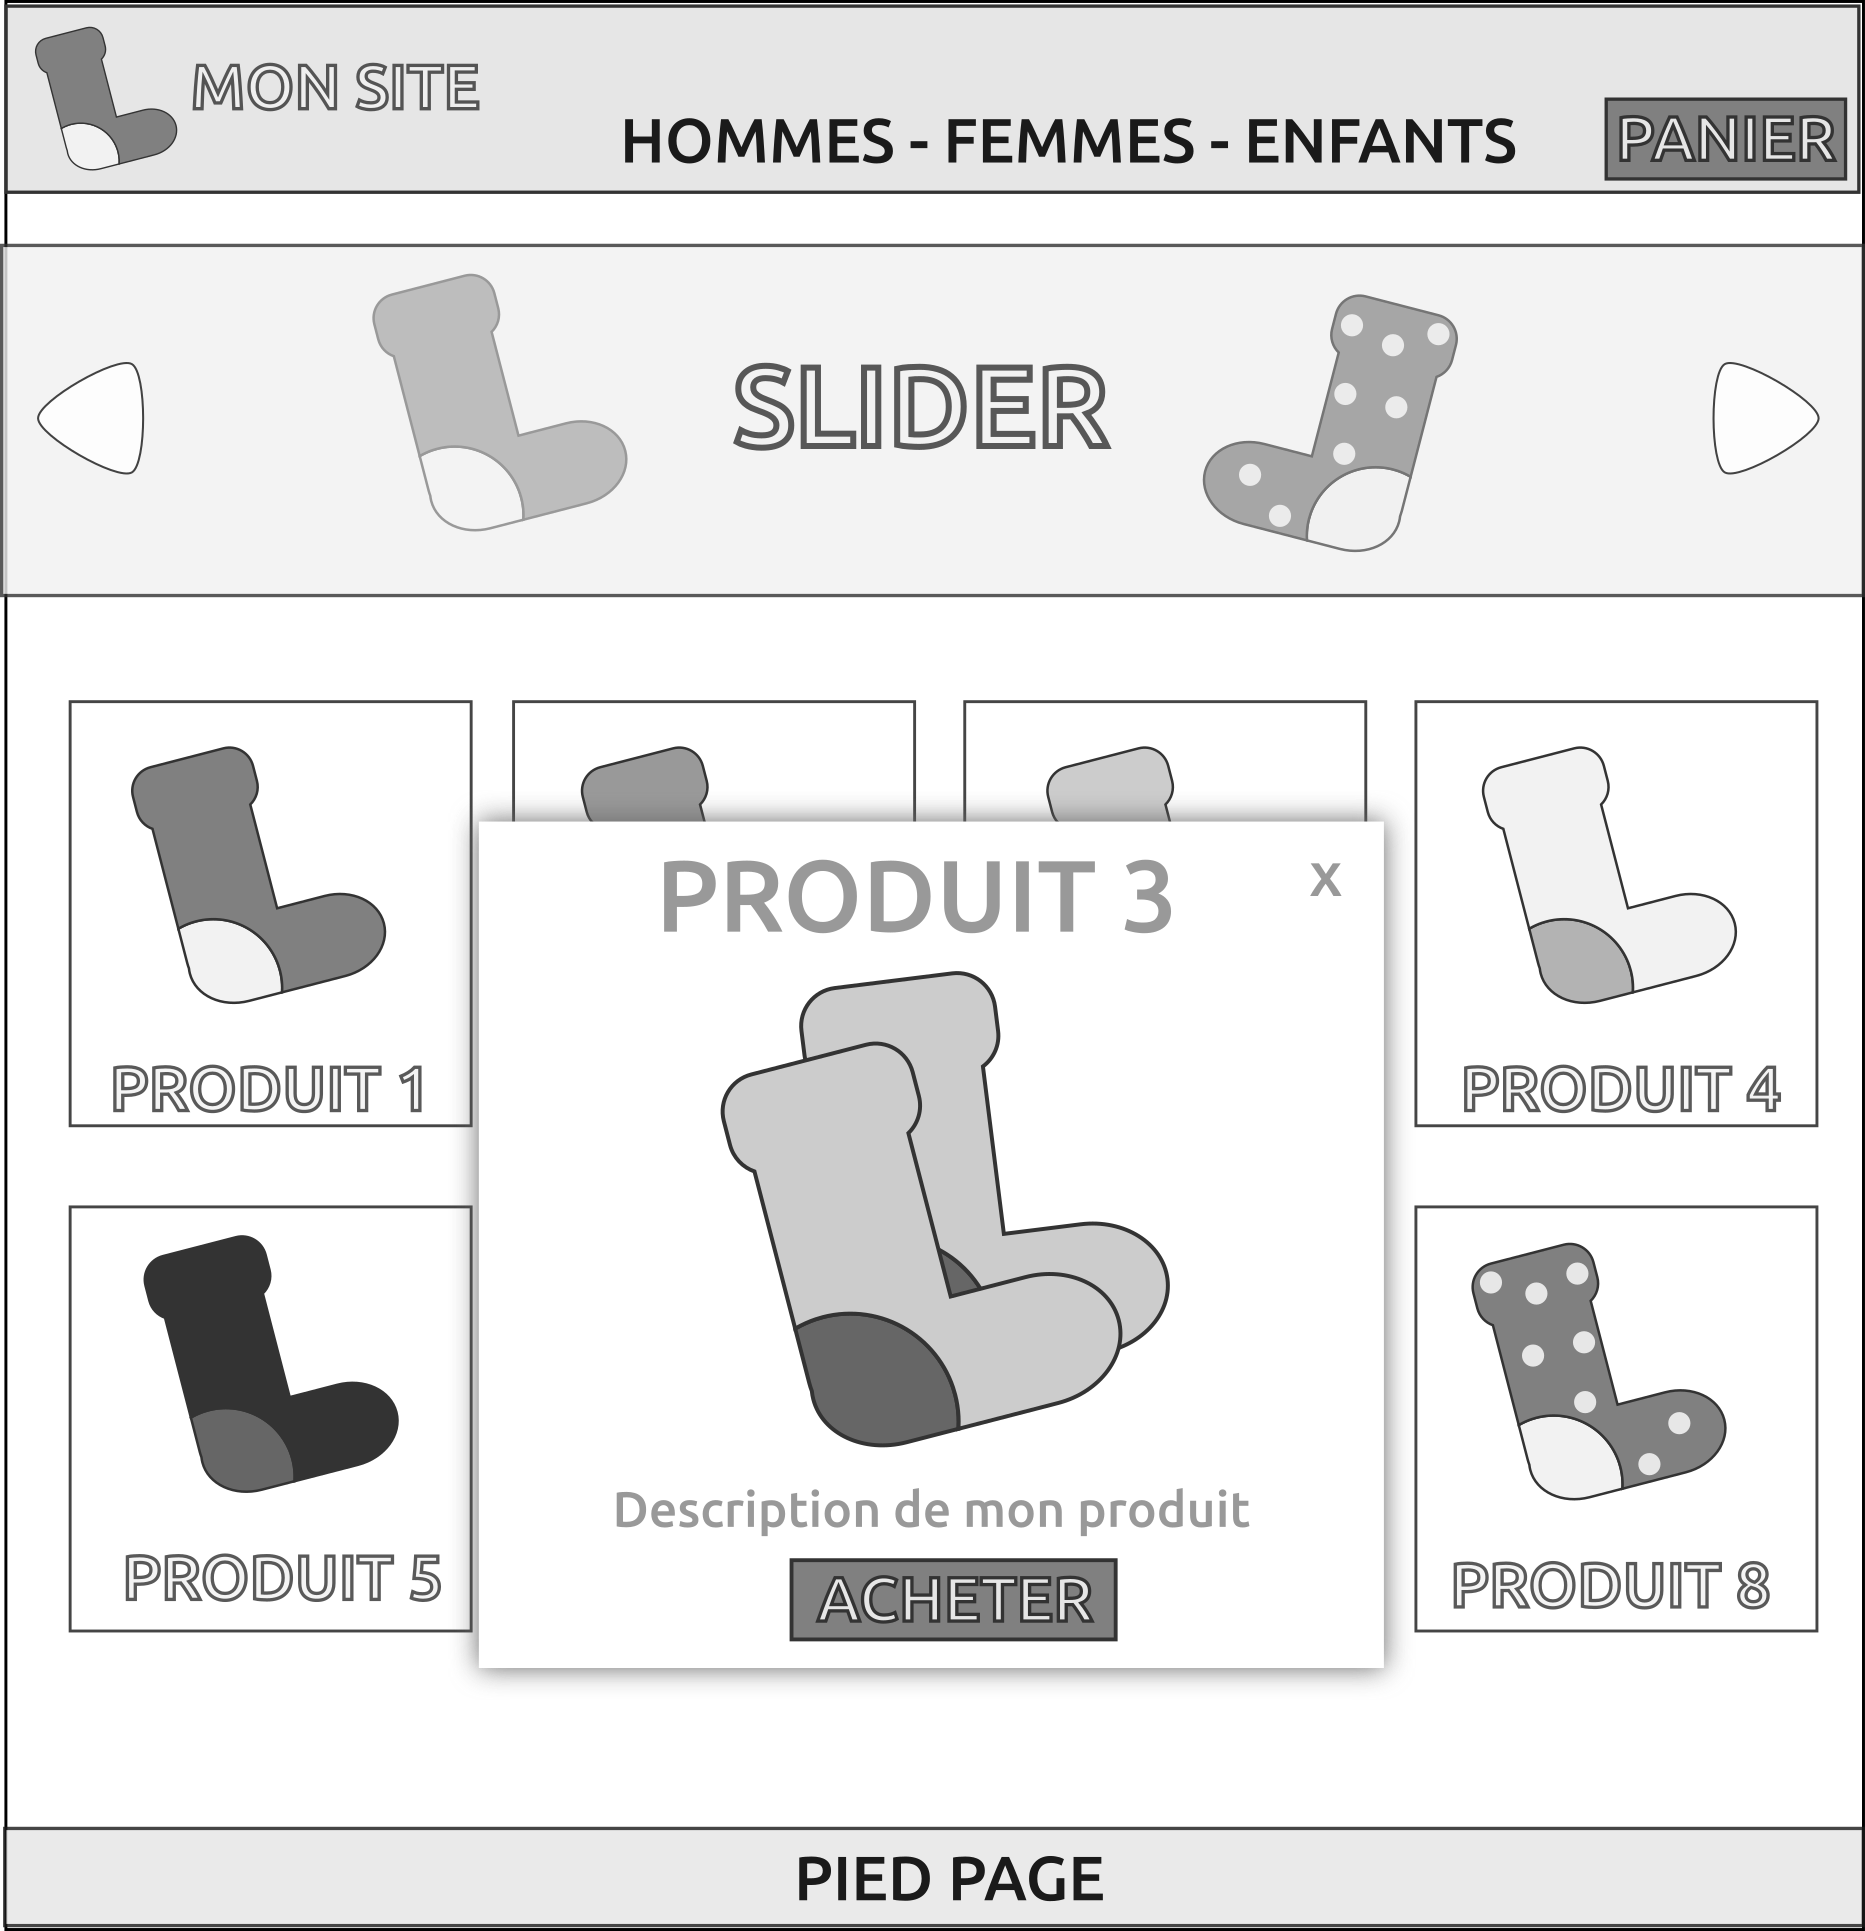 MON SITE
HOMMES - FEMMES - ENFANTS
PANIER
SLIDER
PRODUIT 3
x
PRODUIT 1
PRODUIT 4
Description de mon produit
ACHETER
PRODUIT 5
PRODUIT 8
PIED PAGE